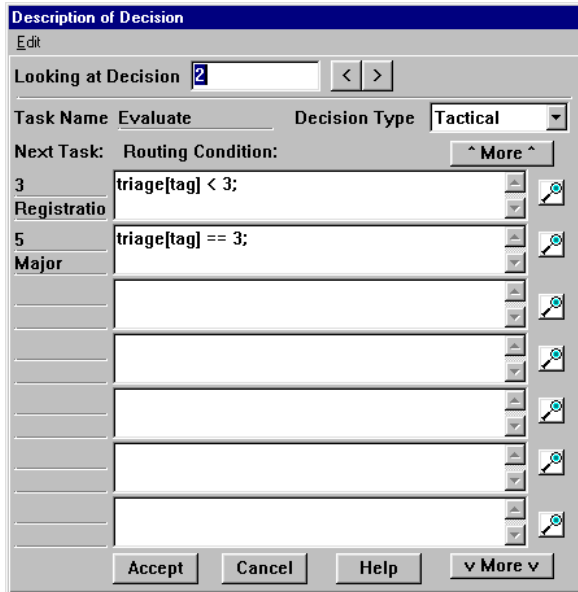 Description of Decision
Edit
Looking at Decision 2 < >
Task Name Evaluate Decision Type Tactical
Next Task: Routing Condition: ^ More ^
3 triage[tag] < 3;
Registratio
5 triage[tag] == 3;
Major
Accept Cancel Help v More v